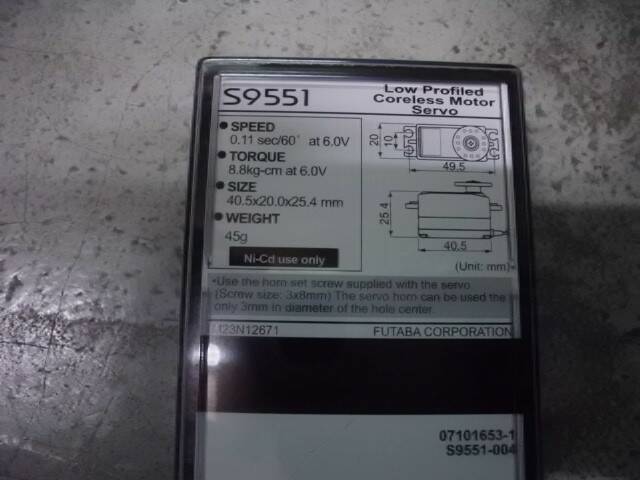 S9551
Low Profiled
Coreless Motor
Servo
● SPEED
0.11 sec/60° at 6.0V
● TORQUE
8.8kg-cm at 6.0V
● SIZE
40.5x20.0x25.4 mm
● WEIGHT
45g
Ni-Cd use only
20
10
49.5
25.4
40.5
(Unit: mm)
•Use the horn set screw supplied with the servo.
(Screw size: 3x8mm) The servo horn can be used the
only 3mm in diameter of the hole center.
M23N12671
FUTABA CORPORATION
07101653-1
S9551-004